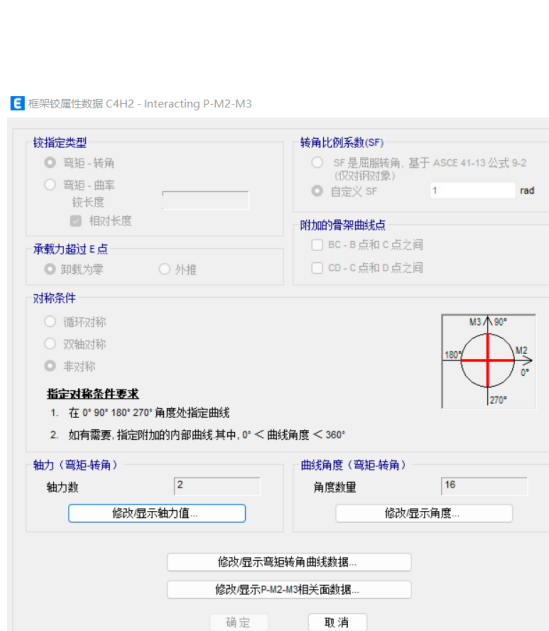 E 框架铰属性数据 C4H2 - Interacting P-M2-M3
铰指定类型
弯矩 - 转角
弯矩 - 曲率
铰长度
相对长度
转角比例系数(SF)
SF 是屈服转角, 基于 ASCE 41-13 公式 9-2
(仅对钢对象)
自定义 SF 1 rad
承载力超过 E 点
卸载为零 外推
附加的骨架曲线点
BC - B 点和 C 点之间
CD - C 点和 D 点之间
对称条件
循环对称
双轴对称
非对称
指定对称条件要求
1. 在 0° 90° 180° 270° 角度处指定曲线
2. 如有需要, 指定附加的内部曲线.其中, 0° < 曲线角度 < 360°
M3 90°
180° M2
0°
270°
轴力（弯矩-转角）
轴力数 2
修改/显示轴力值...
曲线角度（弯矩-转角）
角度数量 16
修改/显示角度...
修改/显示弯矩转角曲线数据...
修改/显示P-M2-M3相关面数据...
确定 取消